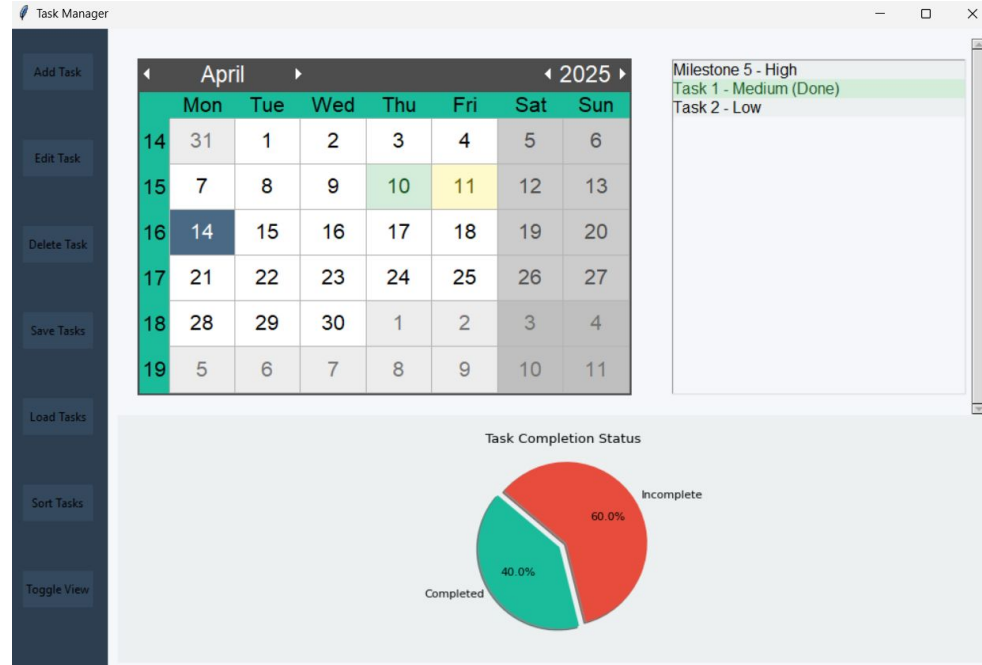 Task Manager
Add Task
Edit Task
Delete Task
Save Tasks
Load Tasks
Sort Tasks
Toggle View
April 2025
Mon Tue Wed Thu Fri Sat Sun
14 31 1 2 3 4 5 6
15 7 8 9 10 11 12 13
16 14 15 16 17 18 19 20
17 21 22 23 24 25 26 27
18 28 29 30 1 2 3 4
19 5 6 7 8 9 10 11
Milestone 5 - High
Task 1 - Medium (Done)
Task 2 - Low
Task Completion Status
Incomplete
60.0%
40.0%
Completed